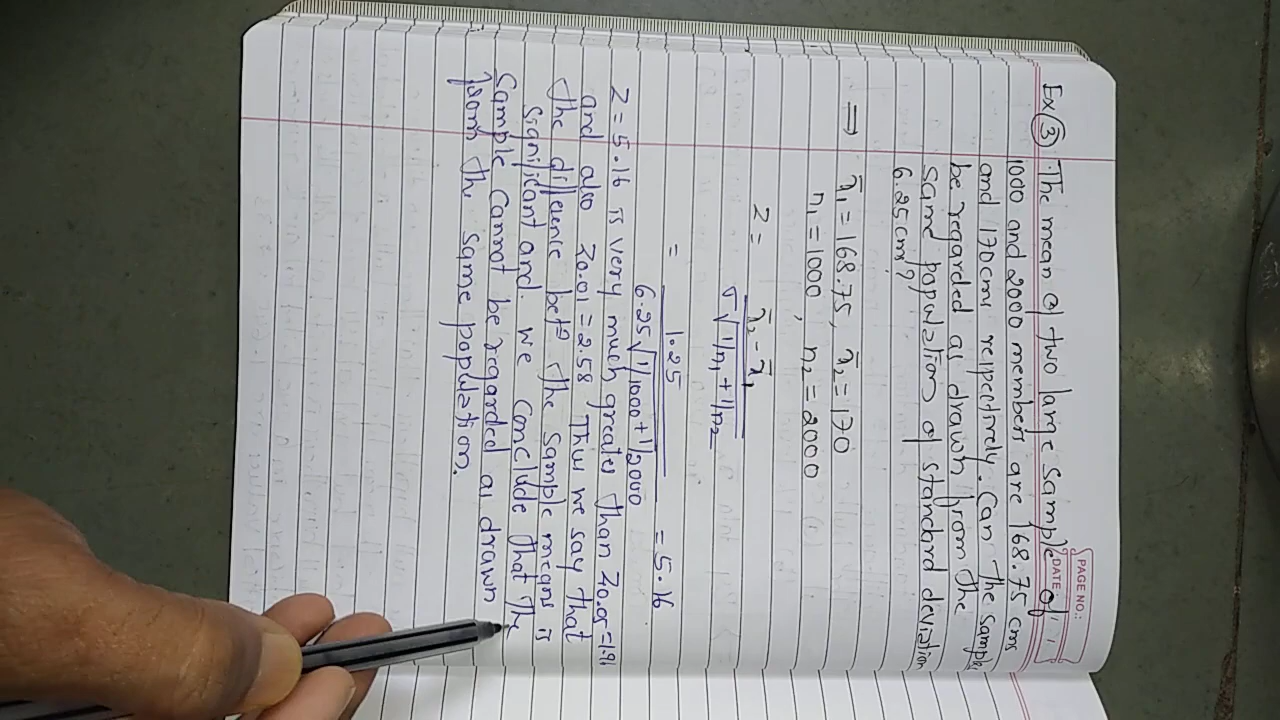 PAGE NO.:
DATE
Ex ③ The mean of two large sample of
1000 and 2000 members are 168.75 cms
and 170 cms respectively. Can the samples
be regarded as drawn from the
same population of standard deviation
6.25 cm?
⇒ x̄₁ = 168.75, x̄₂ = 170
n₁ = 1000, n₂ = 2000
Z = x̄₂ - x̄₁ / σ√1/n₁ + 1/n₂
= 1.25 / 6.25√1/1000 + 1/2000 = 5.16
Z = 5.16 is very much greater than Z0.05 = 1.96
and also Z0.01 = 2.58 Thus we say that
the difference betn the sample means is
significant and we conclude that the
sample cannot be regarded as drawn
from the same population.